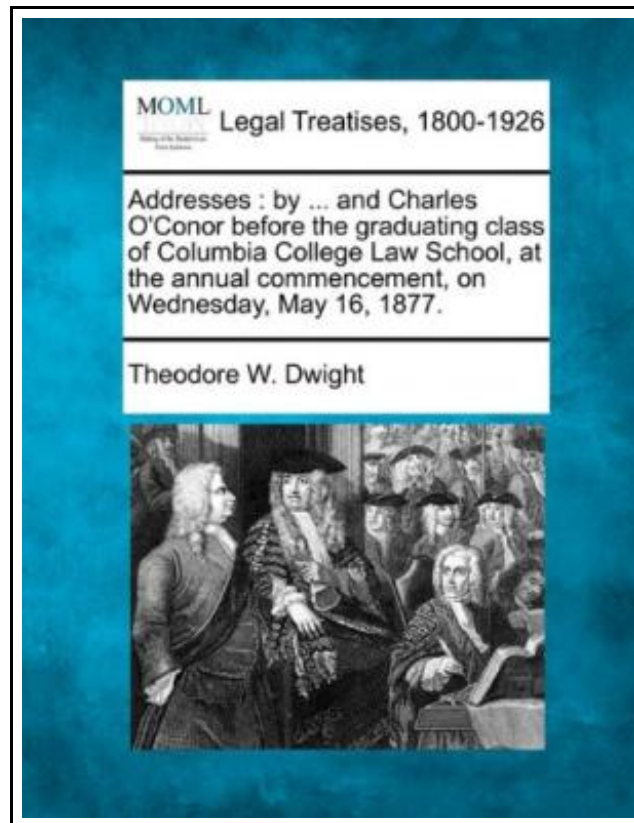 MOML
Legal Treatises, 1800-1926
Addresses : by ... and Charles
O'Conor before the graduating class
of Columbia College Law School, at
the annual commencement, on
Wednesday, May 16, 1877.
Theodore W. Dwight